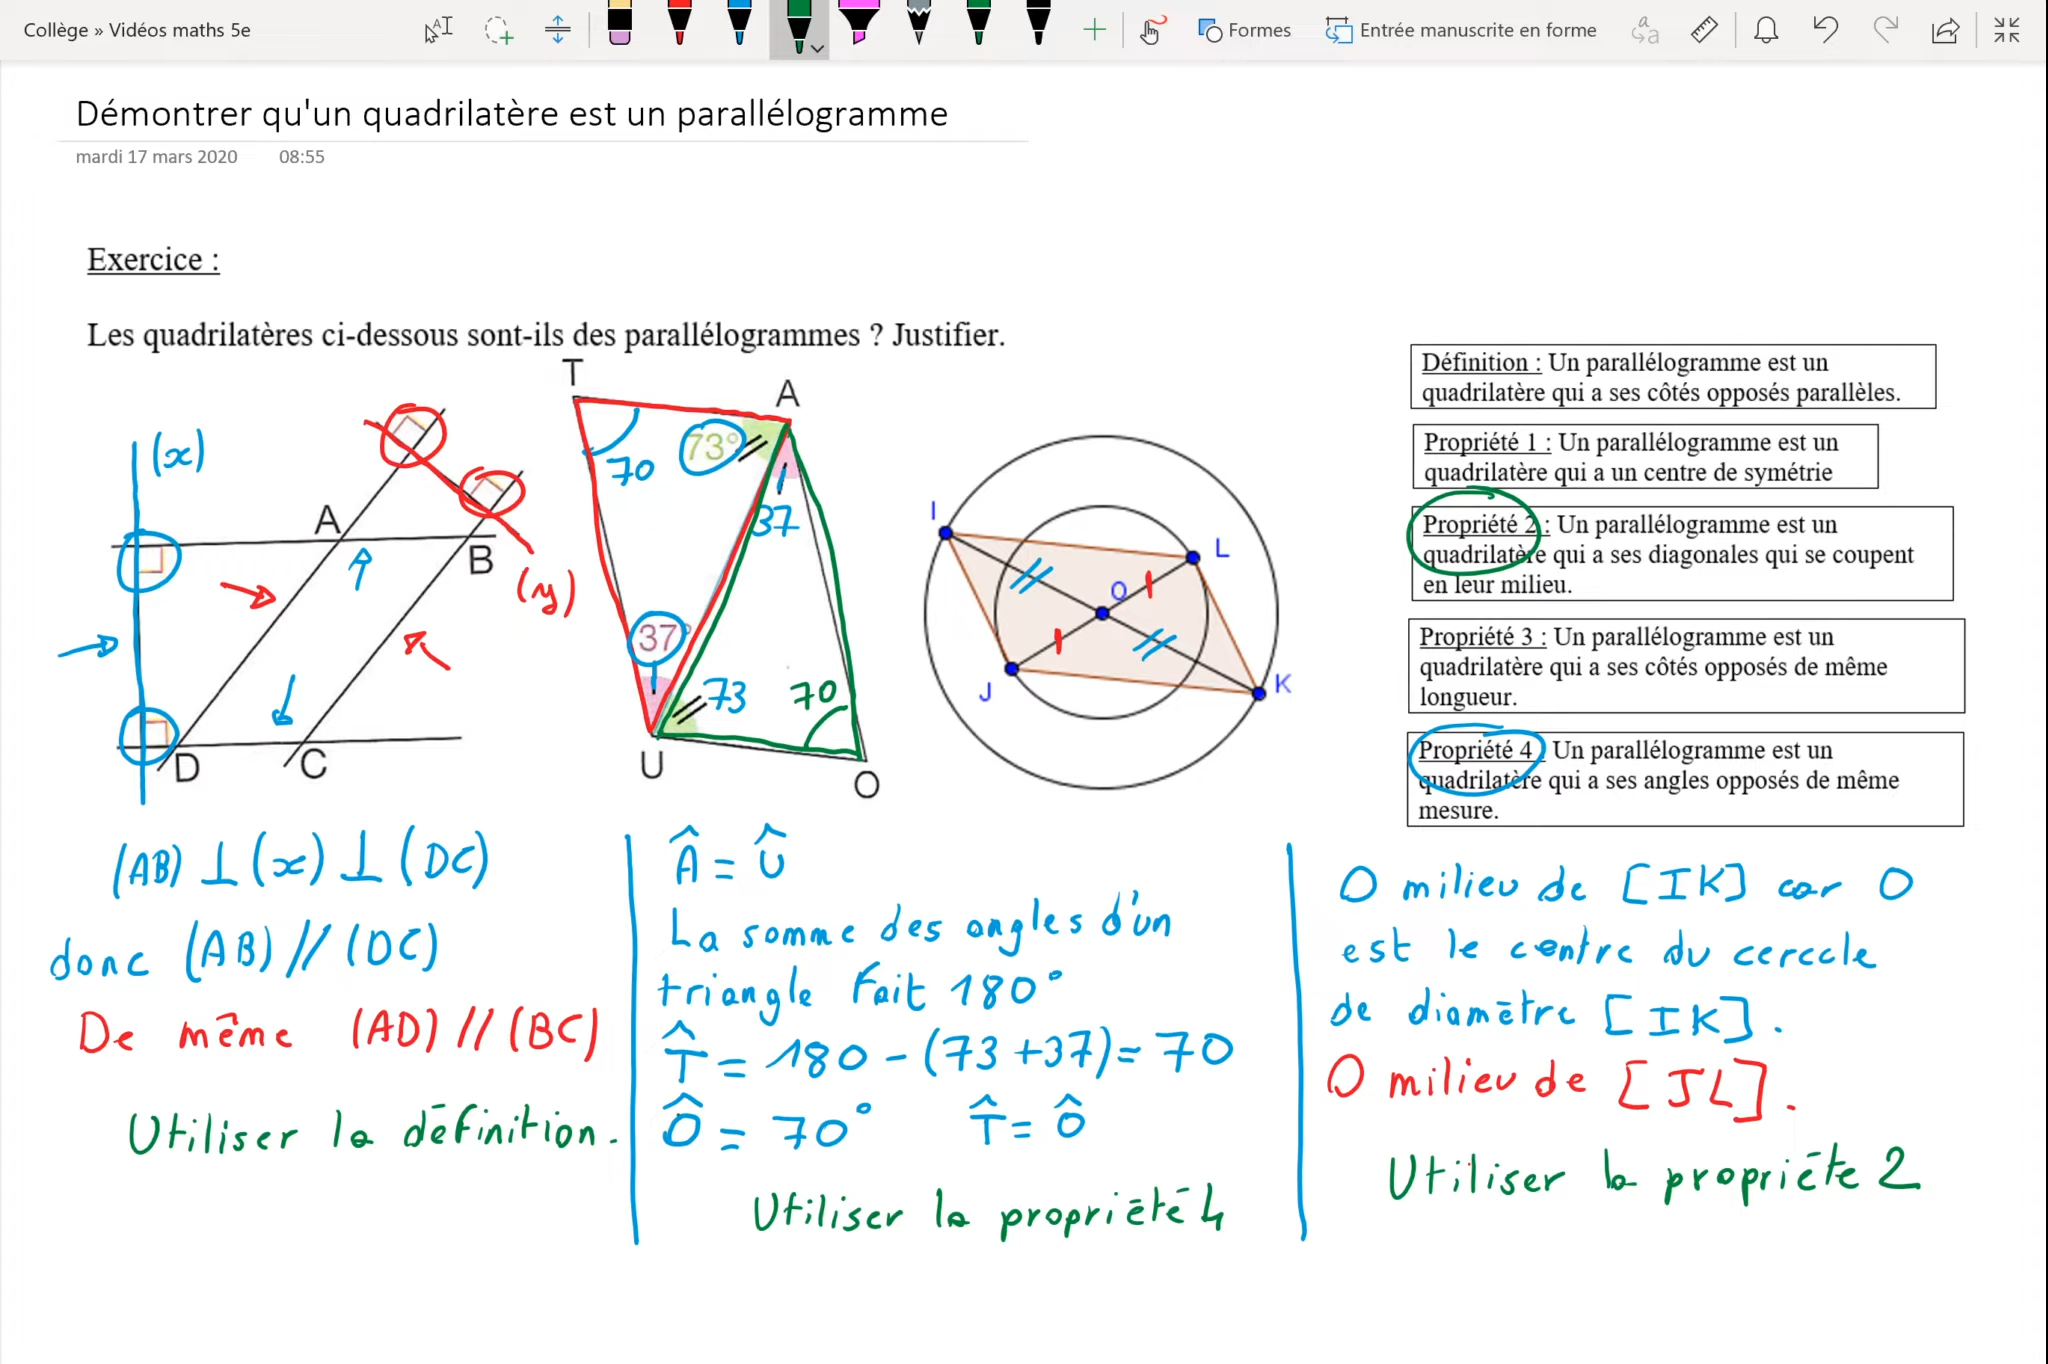 Collège » Vidéos maths 5e
Formes
Entrée manuscrite en forme
Démontrer qu'un quadrilatère est un parallélogramme
mardi 17 mars 2020 08:55
Exercice :
Les quadrilatères ci-dessous sont-ils des parallélogrammes ? Justifier.
(x)
A
B
(y)
D
C
T
A
70
73°
37
37°
73
70
U
O
I
L
O
J
K
Définition : Un parallélogramme est un
quadrilatère qui a ses côtés opposés parallèles.
Propriété 1 : Un parallélogramme est un
quadrilatère qui a un centre de symétrie
Propriété 2 : Un parallélogramme est un
quadrilatère qui a ses diagonales qui se coupent
en leur milieu.
Propriété 3 : Un parallélogramme est un
quadrilatère qui a ses côtés opposés de même
longueur.
Propriété 4 : Un parallélogramme est un
quadrilatère qui a ses angles opposés de même
mesure.
(AB) ⊥ (x) ⊥ (DC)
donc (AB) // (DC)
De même (AD) // (BC)
Utiliser la définition.
Â = Û
La somme des angles d'un
triangle fait 180°
T̂ = 180 - (73 + 37) = 70
Ô = 70° T̂ = Ô
Utiliser la propriété 4
O milieu de [IK] car O
est le centre du cerccle
de diamètre [IK].
O milieu de [JL].
Utiliser la propriéte 2